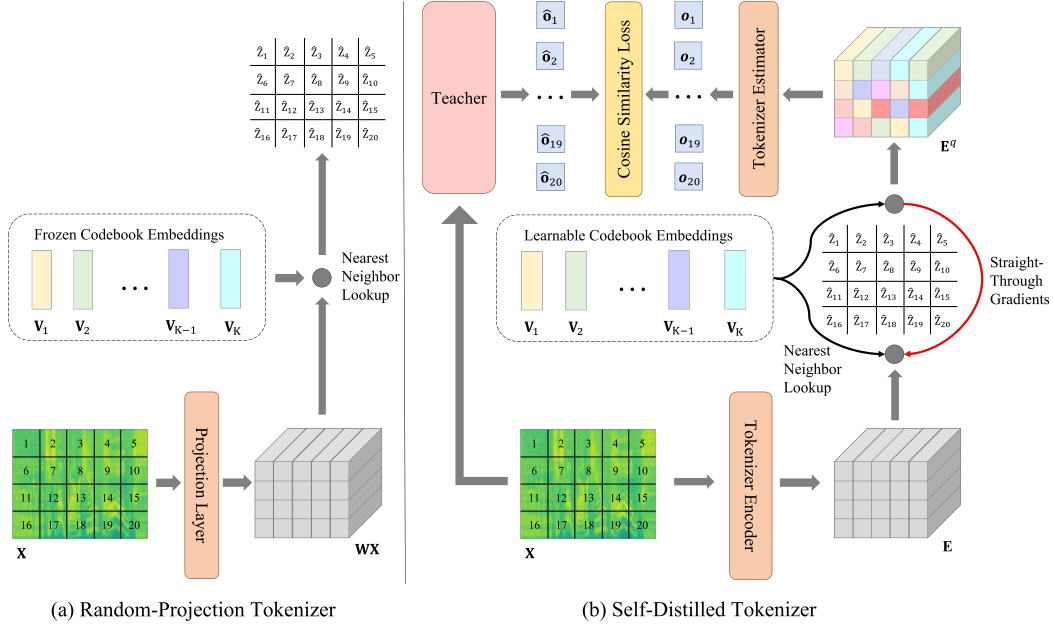 Ẑ1 Ẑ2 Ẑ3 Ẑ4 Ẑ5
Ẑ6 Ẑ7 Ẑ8 Ẑ9 Ẑ10
Ẑ11 Ẑ12 Ẑ13 Ẑ14 Ẑ15
Ẑ16 Ẑ17 Ẑ18 Ẑ19 Ẑ20
Frozen Codebook Embeddings
...
V1 V2 VK−1 VK
Nearest
Neighbor
Lookup
1 2 3 4 5
6 7 8 9 10
11 12 13 14 15
16 17 18 19 20
X
Projection Layer
WX
(a) Random-Projection Tokenizer
Teacher
ô1
ô2
...
ô19
ô20
Cosine Similarity Loss
o1
o2
...
o19
o20
Tokenizer Estimator
Eq
Learnable Codebook Embeddings
...
V1 V2 VK−1 VK
Ẑ1 Ẑ2 Ẑ3 Ẑ4 Ẑ5
Ẑ6 Ẑ7 Ẑ8 Ẑ9 Ẑ10
Ẑ11 Ẑ12 Ẑ13 Ẑ14 Ẑ15
Ẑ16 Ẑ17 Ẑ18 Ẑ19 Ẑ20
Straight-
Through
Gradients
Nearest
Neighbor
Lookup
1 2 3 4 5
6 7 8 9 10
11 12 13 14 15
16 17 18 19 20
X
Tokenizer Encoder
E
(b) Self-Distilled Tokenizer